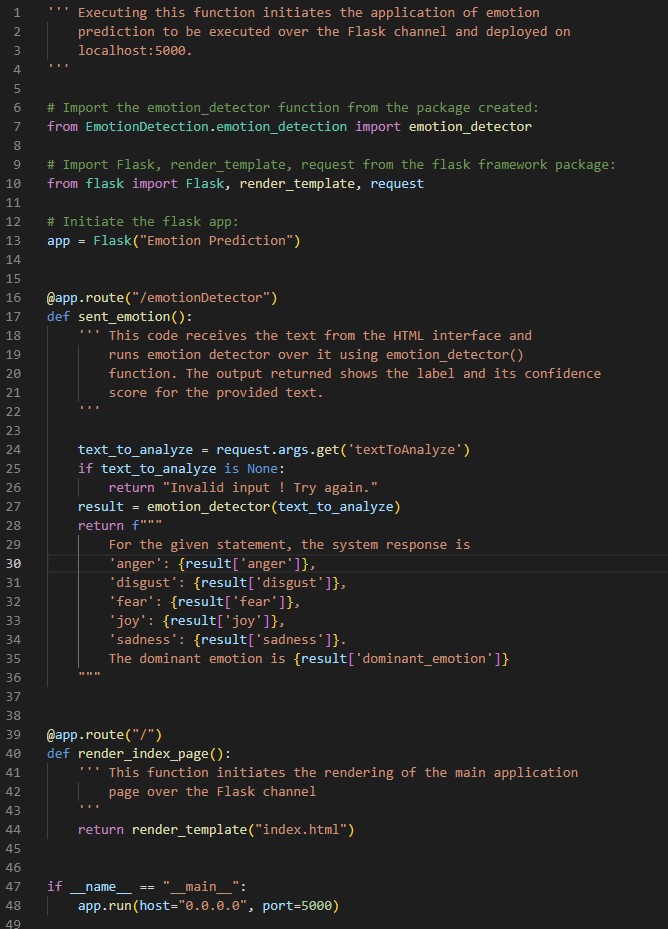 1 ''' Executing this function initiates the application of emotion
2     prediction to be executed over the Flask channel and deployed on
3     localhost:5000.
4 '''
5
6 # Import the emotion_detector function from the package created:
7 from EmotionDetection.emotion_detection import emotion_detector
8
9 # Import Flask, render_template, request from the flask framework package:
10 from flask import Flask, render_template, request
11
12 # Initiate the flask app:
13 app = Flask("Emotion Prediction")
14
15
16 @app.route("/emotionDetector")
17 def sent_emotion():
18     ''' This code receives the text from the HTML interface and
19         runs emotion detector over it using emotion_detector()
20         function. The output returned shows the label and its confidence
21         score for the provided text.
22     '''
23
24     text_to_analyze = request.args.get('textToAnalyze')
25     if text_to_analyze is None:
26         return "Invalid input ! Try again."
27     result = emotion_detector(text_to_analyze)
28     return f"""
29         For the given statement, the system response is
30         'anger': {result['anger']},
31         'disgust': {result['disgust']},
32         'fear': {result['fear']},
33         'joy': {result['joy']},
34         'sadness': {result['sadness']}.
35         The dominant emotion is {result['dominant_emotion']}
36     """
37
38
39 @app.route("/")
40 def render_index_page():
41     ''' This function initiates the rendering of the main application
42         page over the Flask channel
43     '''
44     return render_template("index.html")
45
46
47 if __name__ == "__main__":
48     app.run(host="0.0.0.0", port=5000)
49